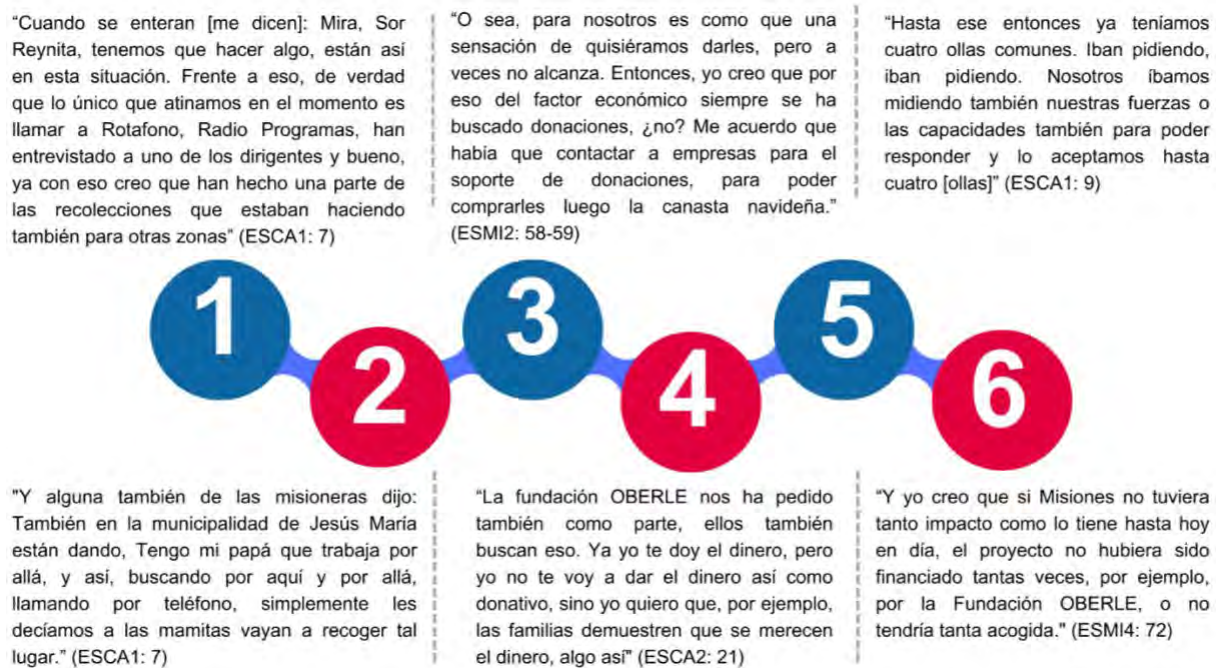 “Cuando se enteran [me dicen]: Mira, Sor
Reynita, tenemos que hacer algo, están así
en esta situación. Frente a eso, de verdad
que lo único que atinamos en el momento es
llamar a Rotafono, Radio Programas, han
entrevistado a uno de los dirigentes y bueno,
ya con eso creo que han hecho una parte de
las recolecciones que estaban haciendo
también para otras zonas” (ESCA1: 7)
“O sea, para nosotros es como que una
sensación de quisiéramos darles, pero a
veces no alcanza. Entonces, yo creo que por
eso del factor económico siempre se ha
buscado donaciones, ¿no? Me acuerdo que
había que contactar a empresas para el
soporte de donaciones, para poder
comprarles luego la canasta navideña.”
(ESMI2: 58-59)
“Hasta ese entonces ya teníamos
cuatro ollas comunes. Iban pidiendo,
iban pidiendo. Nosotros íbamos
midiendo también nuestras fuerzas o
las capacidades también para poder
responder y lo aceptamos hasta
cuatro [ollas]” (ESCA1: 9)
1
2
3
4
5
6
"Y alguna también de las misioneras dijo:
También en la municipalidad de Jesús María
están dando, Tengo mi papá que trabaja por
allá, y así, buscando por aquí y por allá,
llamando por teléfono, simplemente les
decíamos a las mamitas vayan a recoger tal
lugar.” (ESCA1: 7)
“La fundación OBERLE nos ha pedido
también como parte, ellos también
buscan eso. Ya yo te doy el dinero, pero
yo no te voy a dar el dinero así como
donativo, sino yo quiero que, por ejemplo,
las familias demuestren que se merecen
el dinero, algo así" (ESCA2: 21)
“Y yo creo que si Misiones no tuviera
tanto impacto como lo tiene hasta hoy
en día, el proyecto no hubiera sido
financiado tantas veces, por ejemplo,
por la Fundación OBERLE, o no
tendría tanta acogida." (ESMI4: 72)